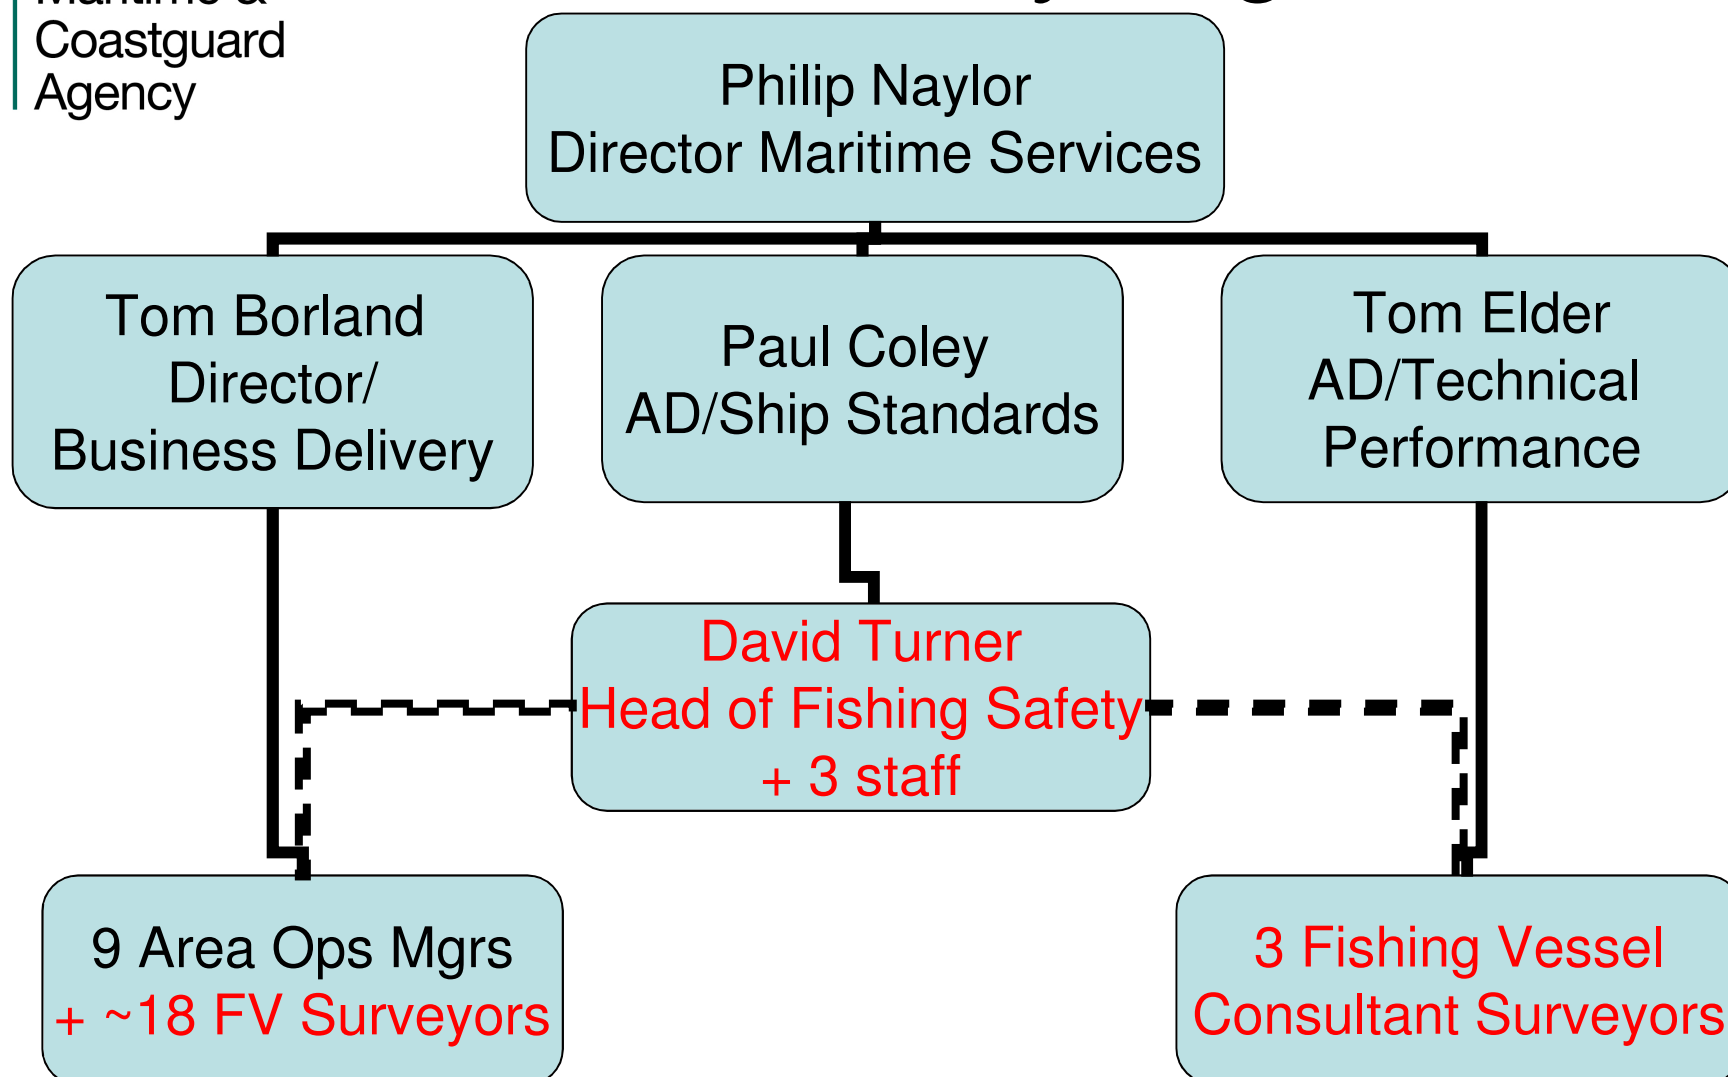 Maritime &
Coastguard
Agency
Philip Naylor
Director Maritime Services
Tom Borland
Director/
Business Delivery
Paul Coley
AD/Ship Standards
Tom Elder
AD/Technical
Performance
David Turner
Head of Fishing Safety
+ 3 staff
9 Area Ops Mgrs
+ ~18 FV Surveyors
3 Fishing Vessel
Consultant Surveyors